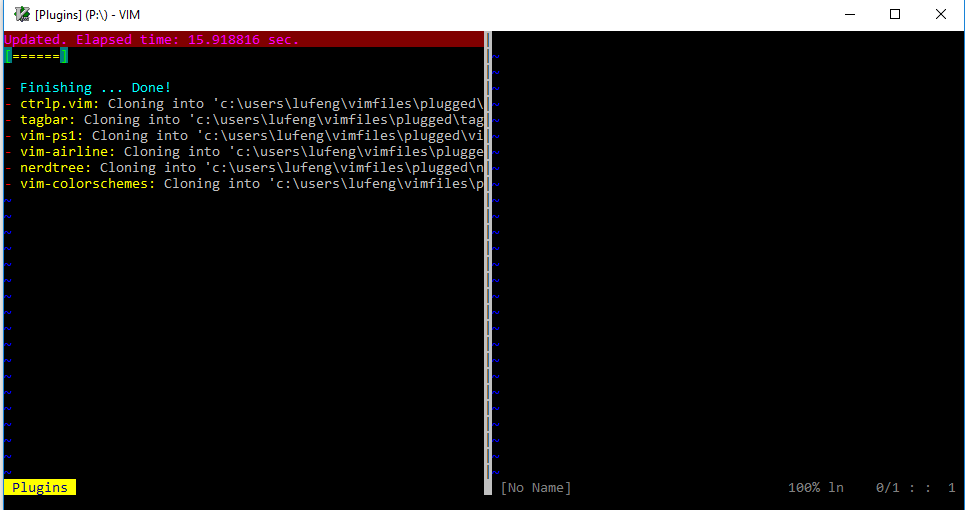 [Plugins] (P:\) - VIM
Updated. Elapsed time: 15.918816 sec.
[======]
- Finishing ... Done!
- ctrlp.vim: Cloning into 'c:\users\lufeng\vimfiles\plugged\
- tagbar: Cloning into 'c:\users\lufeng\vimfiles\plugged\tag
- vim-ps1: Cloning into 'c:\users\lufeng\vimfiles\plugged\vi
- vim-airline: Cloning into 'c:\users\lufeng\vimfiles\plugge
- nerdtree: Cloning into 'c:\users\lufeng\vimfiles\plugged\n
- vim-colorschemes: Cloning into 'c:\users\lufeng\vimfiles\p
Plugins
[No Name] 100% ln 0/1 : : 1